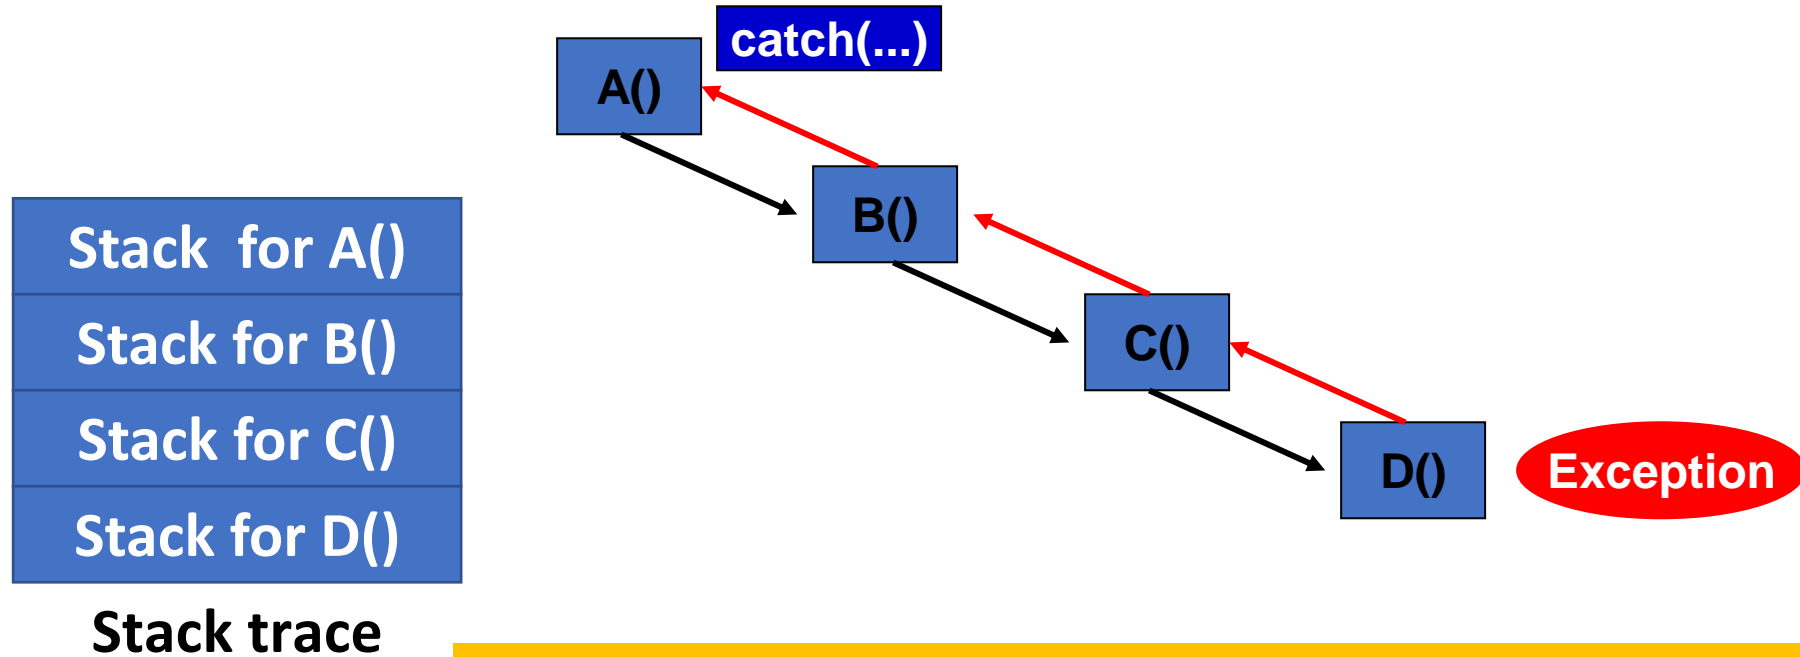 catch(...)
A()
B()
C()
D()
Exception
Stack  for A()
Stack for B()
Stack for C()
Stack for D()
Stack trace